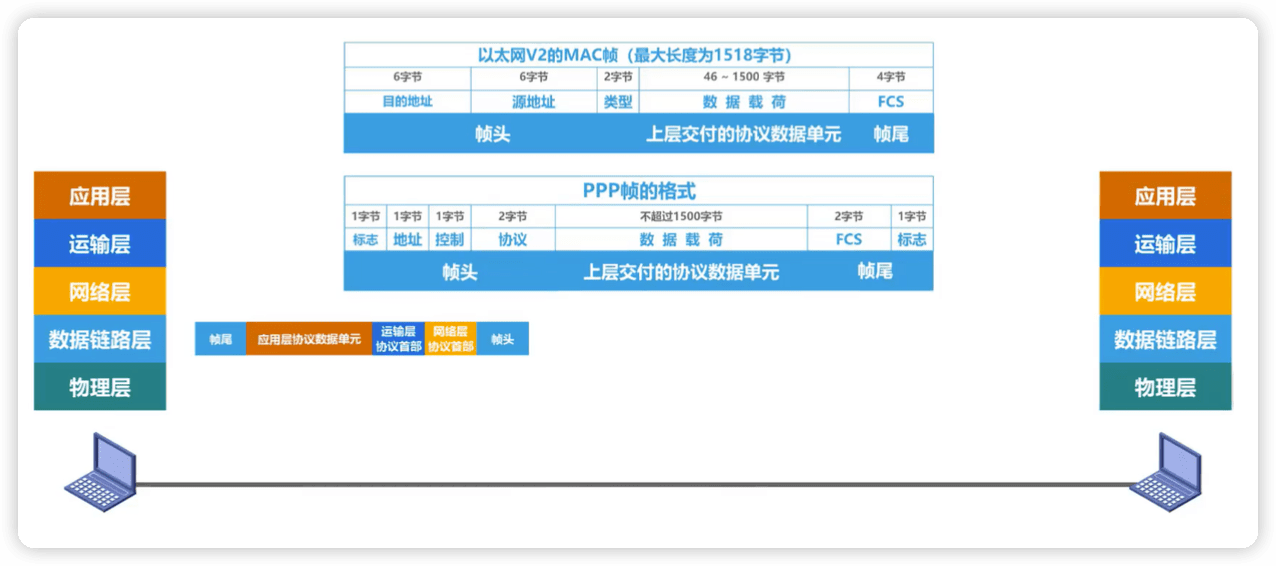 以太网V2的MAC帧（最大长度为1518字节）
6字节 6字节 2字节 46 ~ 1500 字节 4字节
目的地址 源地址 类型 数 据 载 荷 FCS
帧头 上层交付的协议数据单元 帧尾
PPP帧的格式
1字节 1字节 1字节 2字节 不超过1500字节 2字节 1字节
标志 地址 控制 协议 数 据 载 荷 FCS 标志
帧头 上层交付的协议数据单元 帧尾
应用层
运输层
网络层
数据链路层
物理层
帧尾 应用层协议数据单元 运输层
协议首部 网络层
协议首部 帧头
应用层
运输层
网络层
数据链路层
物理层